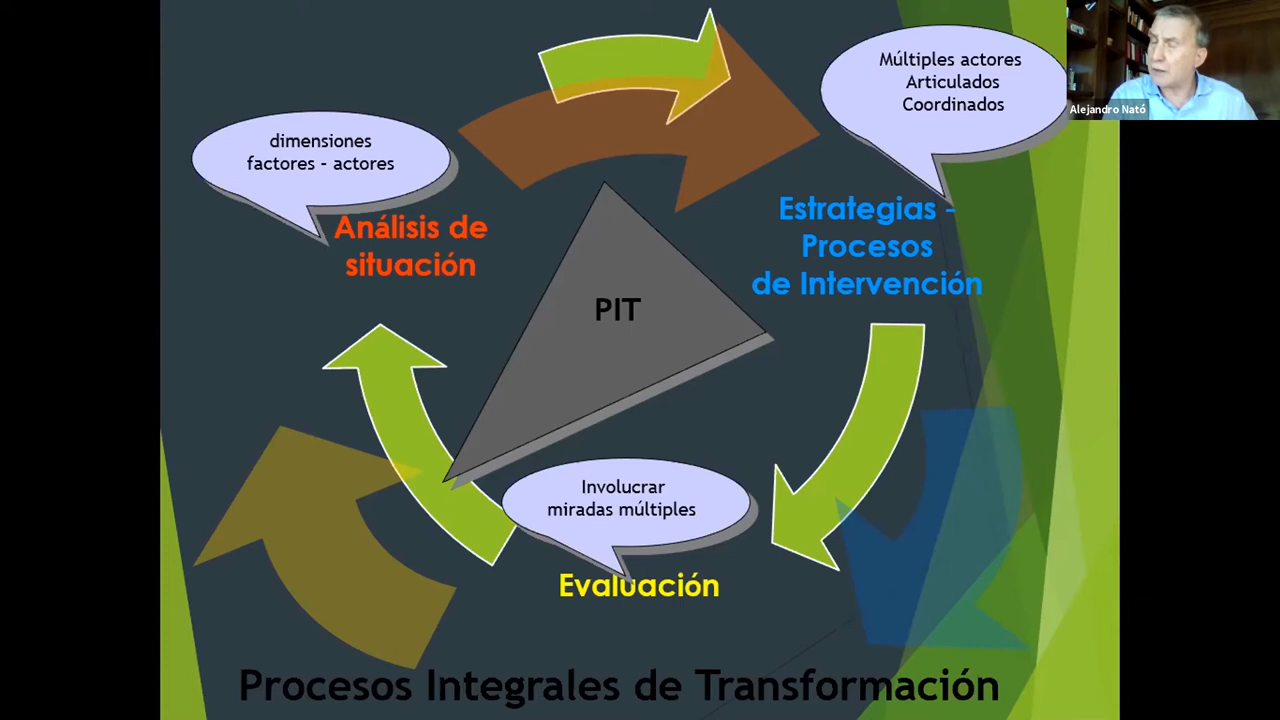 Múltiples actores
Articulados
Coordinados
Alejandro Nató
dimensiones
factores - actores
Análisis de
situación
Estrategias -
Procesos
de Intervención
PIT
Involucrar
miradas múltiples
Evaluación
Procesos Integrales de Transformación